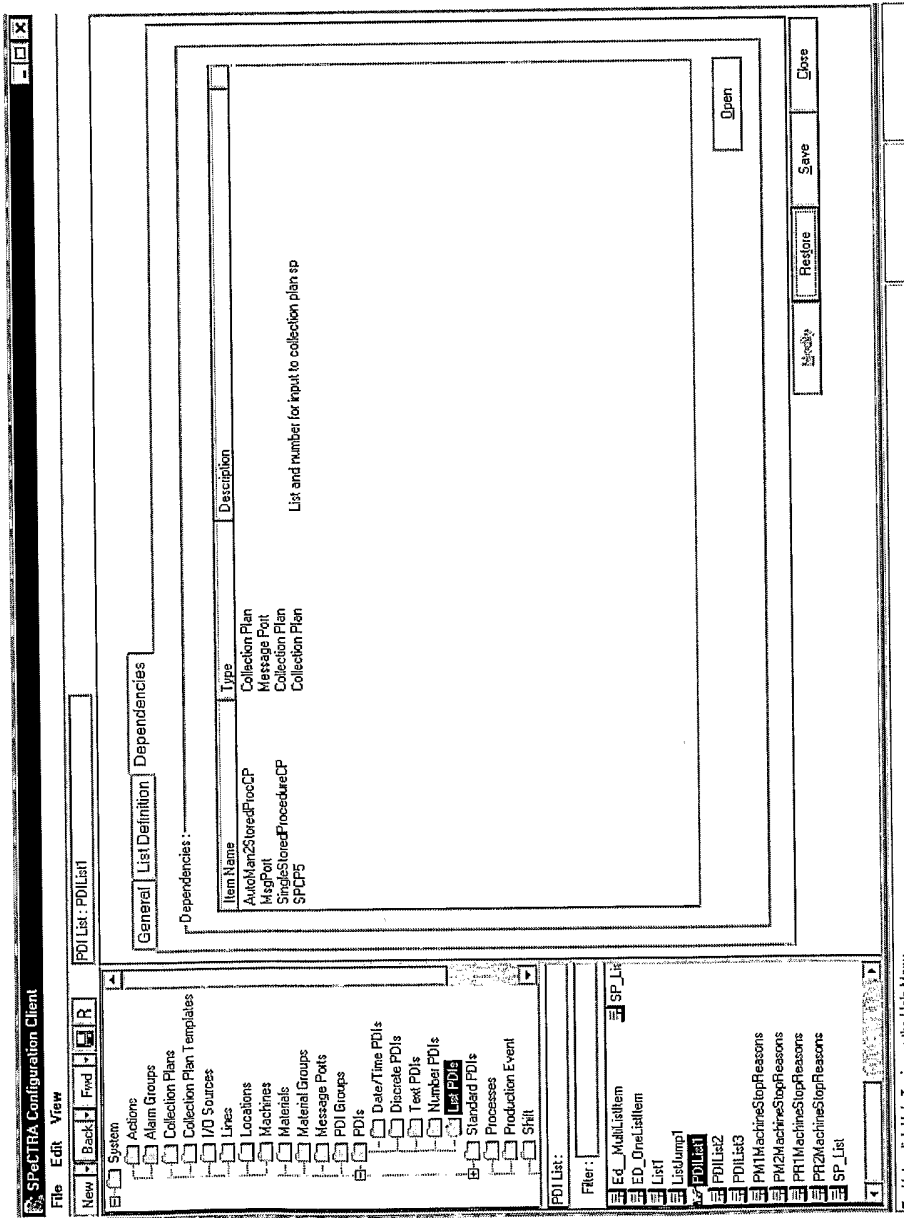 SPeCTRA Configuration Client
File Edit View
New Back Fwd R
PDI List : PDIList1
System
Actions
Alarm Groups
Collection Plans
Collection Plan Templates
I/O Sources
Lines
Locations
Machines
Materials
Material Groups
Message Ports
PDI Groups
PDIs
Date/Time PDIs
Discrete PDIs
Text PDIs
Number PDIs
List PDIs
Standard PDIs
Processes
Production Event
Shift
PDI List :
Filter :
Ed_MultiListItem
SP_Lis
ED_OneListItem
List1
ListJump1
PDIList1
PDIList2
PDIList3
PM1MachineStopReasons
PM2MachineStopReasons
PR1MachineStopReasons
PR2MachineStopReasons
SP_List
General List Definition Dependencies
Dependencies :
Item Name Type Description
AutoMan2StoredProcCP Collection Plan
MsgPort Message Port
SingleStoredProcedureCP Collection Plan
SPCP5 Collection Plan List and number for input to collection plan sp
Open
Modify Restore Save Close